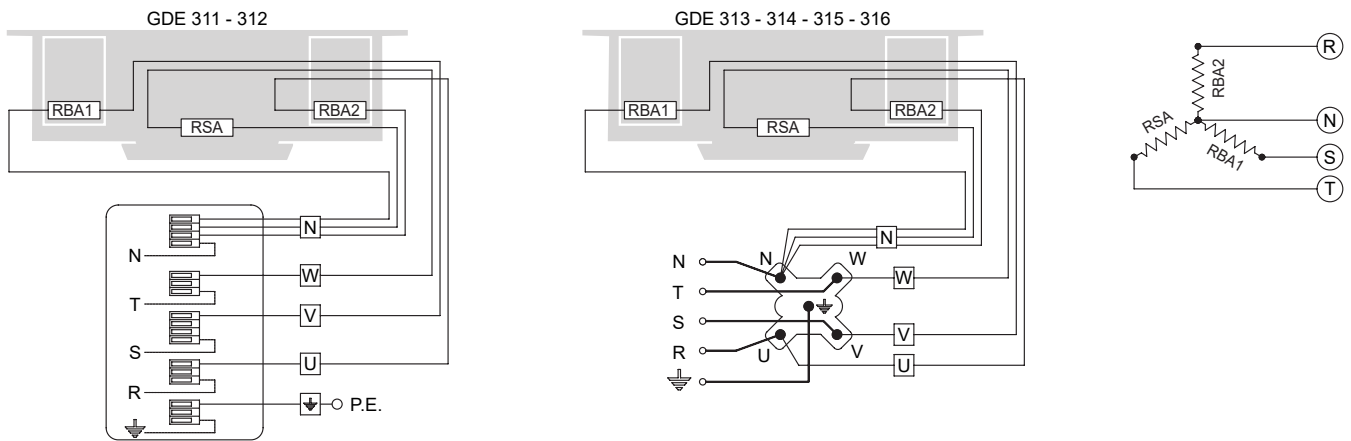 GDE 311 - 312
RBA1
RSA
RBA2
N
N
W
T
V
S
U
R
P.E.
GDE 313 - 314 - 315 - 316
RBA1
RSA
RBA2
N
N
N
W
T
W
S
V
R
U
V
U
R
RBA2
RSA
N
RBA1
S
T